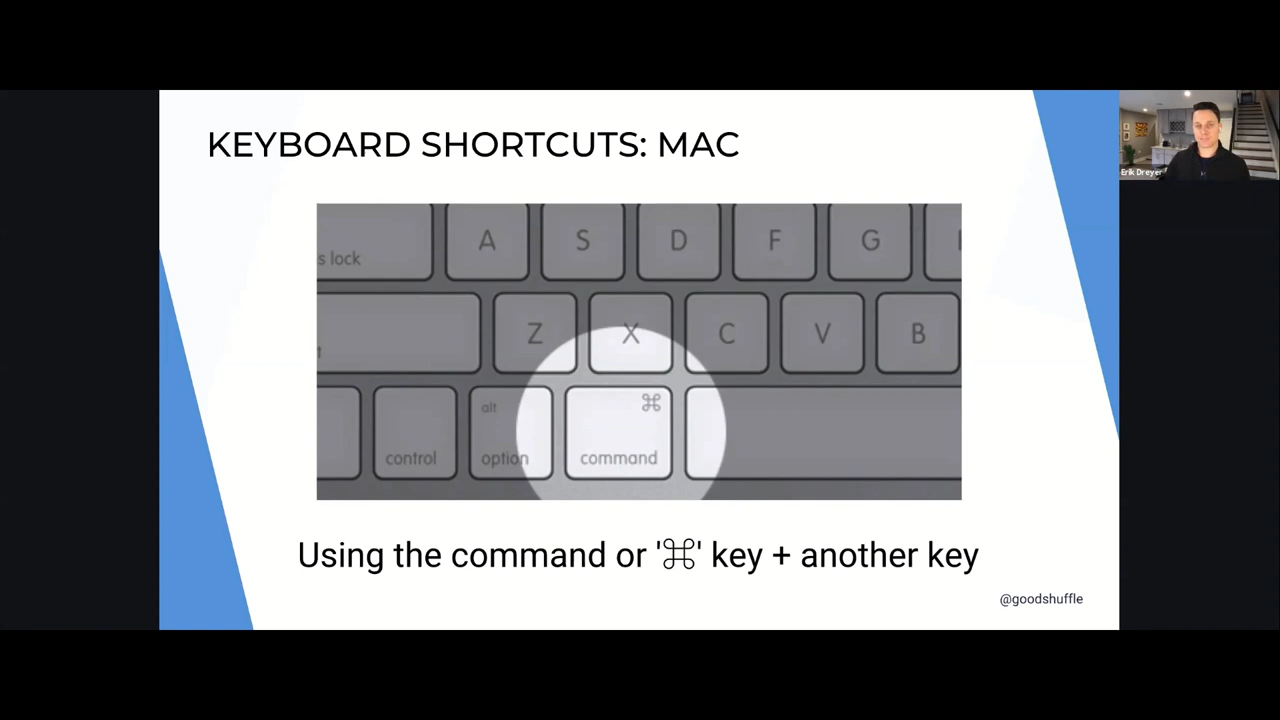 KEYBOARD SHORTCUTS: MAC
Erik Dreyer
s lock
A
S
D
F
G
Z
X
C
V
B
control
alt
option
⌘
command
Using the command or '⌘' key + another key
@goodshuffle